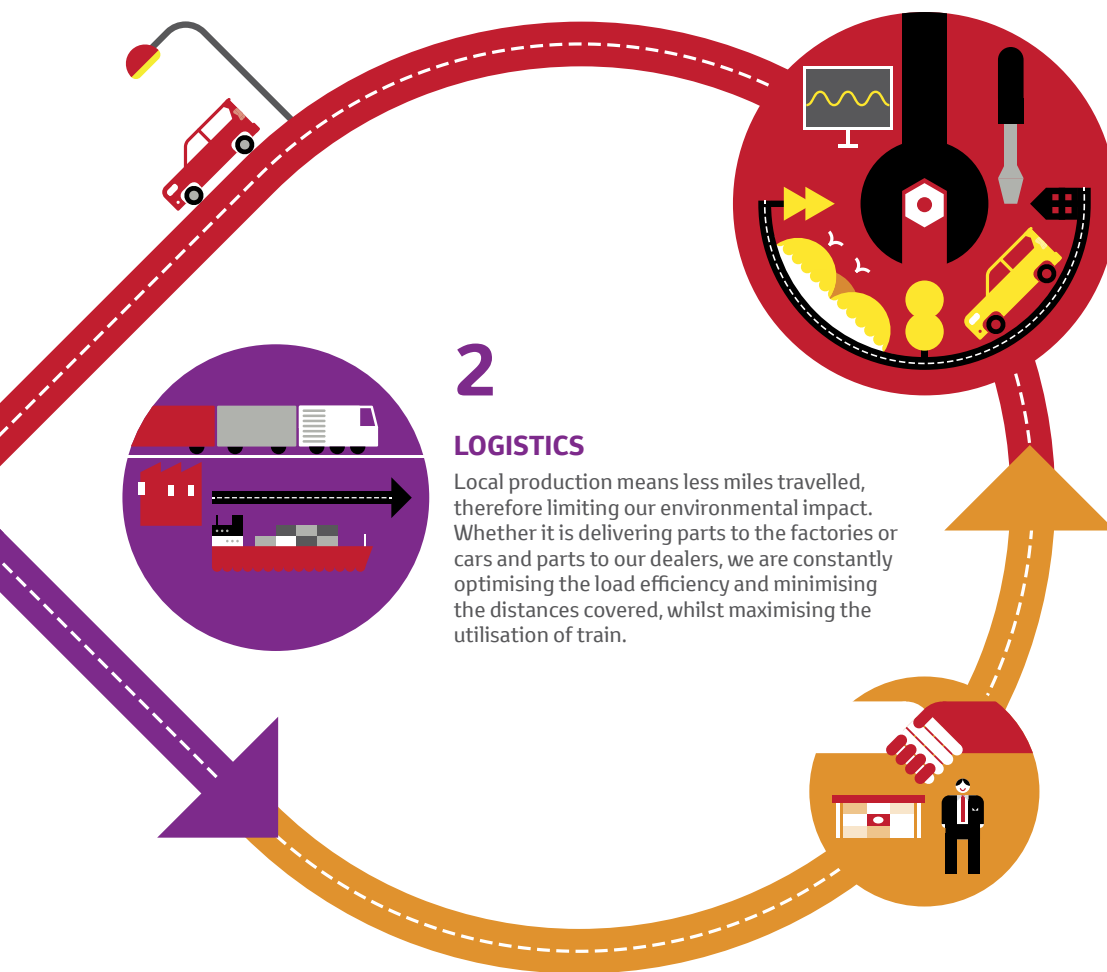 2
LOGISTICS
Local production means less miles travelled,
therefore limiting our environmental impact.
Whether it is delivering parts to the factories or
cars and parts to our dealers, we are constantly
optimising the load efficiency and minimising
the distances covered, whilst maximising the
utilisation of train.